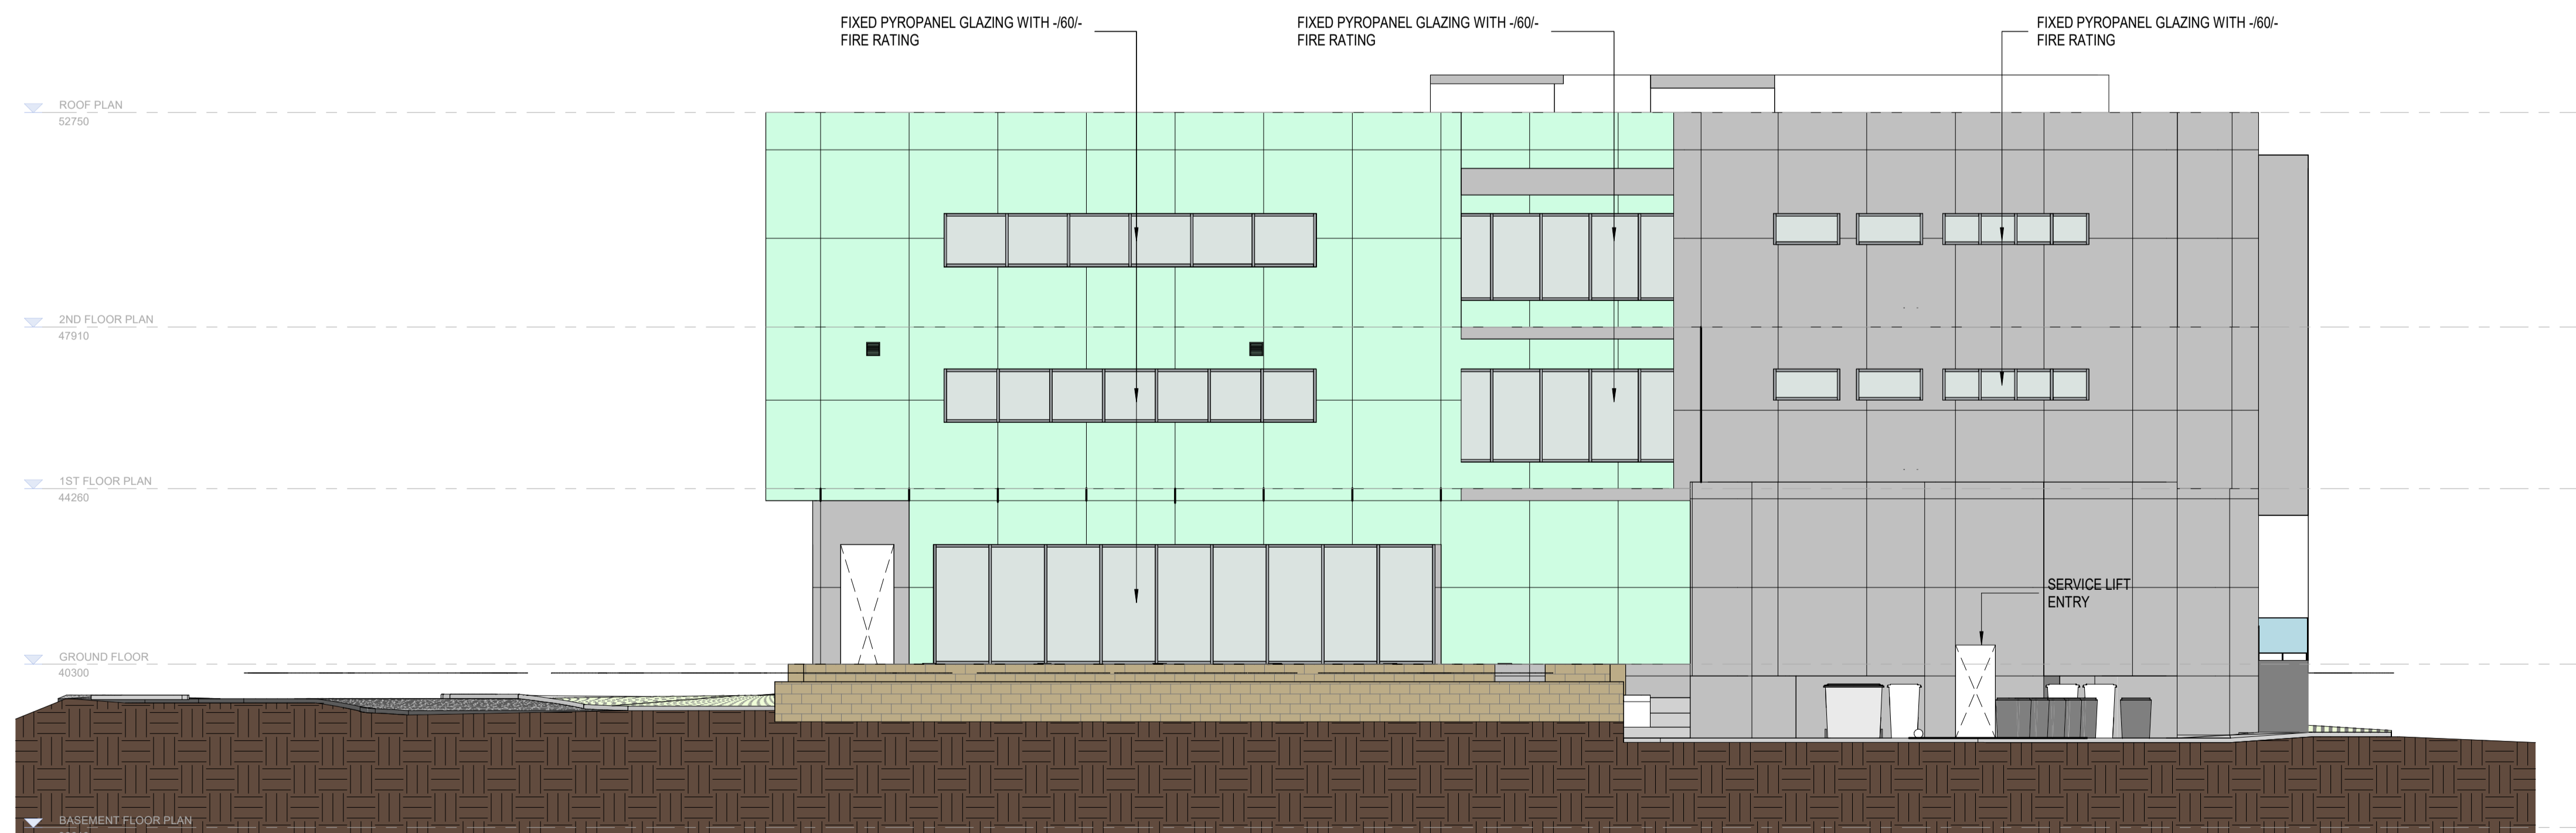 FIXED PYROPANEL GLAZING WITH -/60/-
FIRE RATING
FIXED PYROPANEL GLAZING WITH -/60/-
FIRE RATING
FIXED PYROPANEL GLAZING WITH -/60/-
FIRE RATING
ROOF PLAN
52750
2ND FLOOR PLAN
47910
1ST FLOOR PLAN
44260
SERVICE LIFT
ENTRY
GROUND FLOOR
40300
BASEMENT FLOOR PLAN